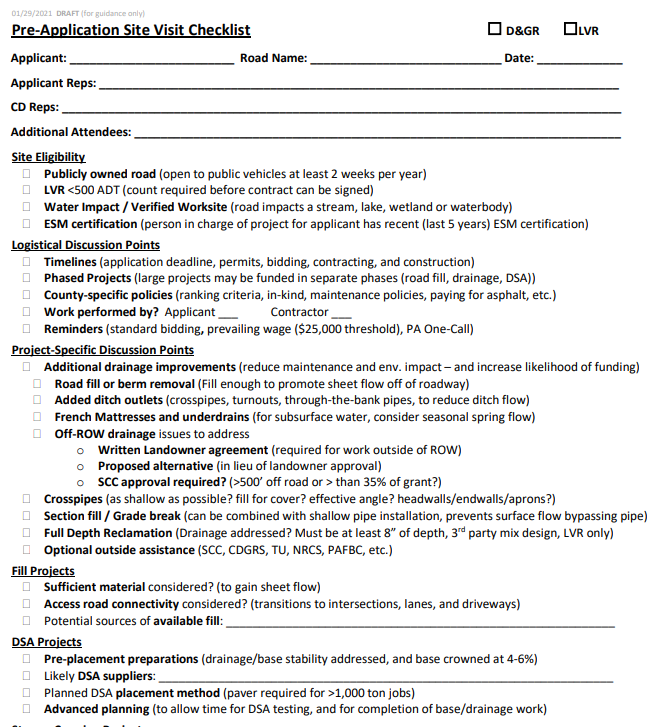 01/29/2021 DRAFT (for guidance only)
Pre-Application Site Visit Checklist ☐ D&GR ☐ LVR
Applicant: ____________________ Road Name: ____________________ Date: __________
Applicant Reps: ____________________
CD Reps: ____________________
Additional Attendees: ____________________
Site Eligibility
☐ Publicly owned road (open to public vehicles at least 2 weeks per year)
☐ LVR <500 ADT (count required before contract can be signed)
☐ Water Impact / Verified Worksite (road impacts a stream, lake, wetland or waterbody)
☐ ESM certification (person in charge of project for applicant has recent (last 5 years) ESM certification)
Logistical Discussion Points
☐ Timelines (application deadline, permits, bidding, contracting, and construction)
☐ Phased Projects (large projects may be funded in separate phases (road fill, drainage, DSA))
☐ County-specific policies (ranking criteria, in-kind, maintenance policies, paying for asphalt, etc.)
☐ Work performed by? Applicant ___ Contractor ___
☐ Reminders (standard bidding, prevailing wage ($25,000 threshold), PA One-Call)
Project-Specific Discussion Points
☐ Additional drainage improvements (reduce maintenance and env. impact – and increase likelihood of funding)
☐ Road fill or berm removal (Fill enough to promote sheet flow off of roadway)
☐ Added ditch outlets (crosspipes, turnouts, through-the-bank pipes, to reduce ditch flow)
☐ French Mattresses and underdrains (for subsurface water, consider seasonal spring flow)
☐ Off-ROW drainage issues to address
o Written Landowner agreement (required for work outside of ROW)
o Proposed alternative (in lieu of landowner approval)
o SCC approval required? (>500' off road or > than 35% of grant?)
☐ Crosspipes (as shallow as possible? fill for cover? effective angle? headwalls/endwalls/aprons?)
☐ Section fill / Grade break (can be combined with shallow pipe installation, prevents surface flow bypassing pipe)
☐ Full Depth Reclamation (Drainage addressed? Must be at least 8" of depth, 3rd party mix design, LVR only)
☐ Optional outside assistance (SCC, CDGRS, TU, NRCS, PAFBC, etc.)
Fill Projects
☐ Sufficient material considered? (to gain sheet flow)
☐ Access road connectivity considered? (transitions to intersections, lanes, and driveways)
☐ Potential sources of available fill: ____________________
DSA Projects
☐ Pre-placement preparations (drainage/base stability addressed, and base crowned at 4-6%)
☐ Likely DSA suppliers: ____________________
☐ Planned DSA placement method (paver required for >1,000 ton jobs)
☐ Advanced planning (to allow time for DSA testing, and for completion of base/drainage work)